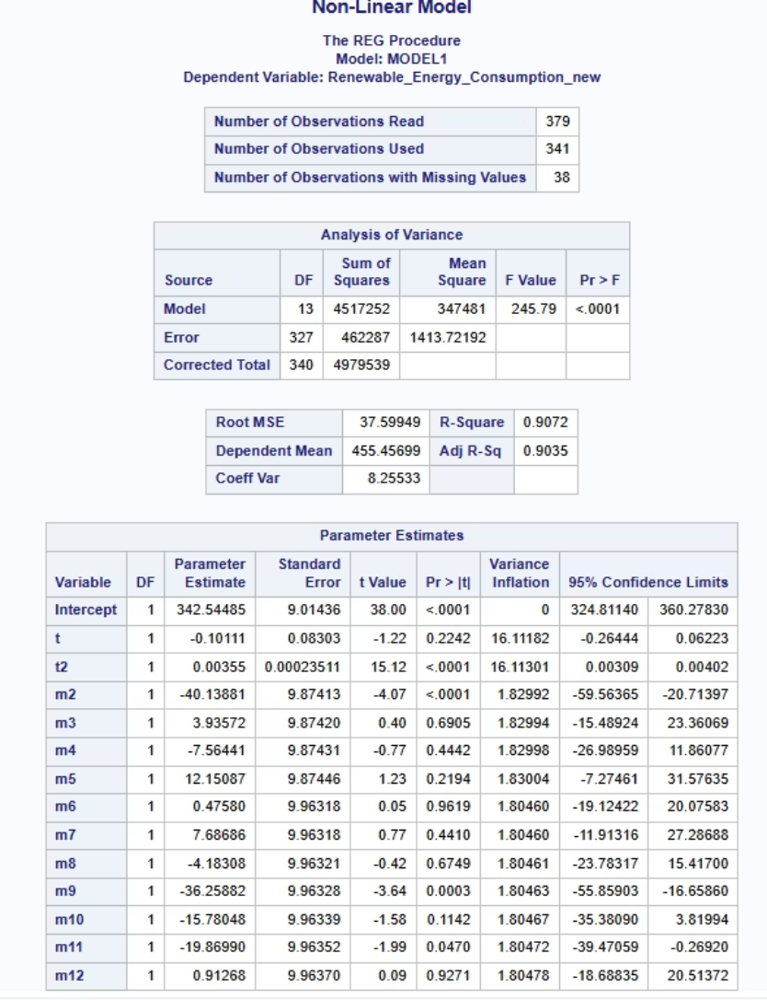 Non-Linear Model
The REG Procedure
Model: MODEL1
Dependent Variable: Renewable_Energy_Consumption_new
Number of Observations Read 379
Number of Observations Used 341
Number of Observations with Missing Values 38
Analysis of Variance
Source DF Sum of Squares Mean Square F Value Pr > F
Model 13 4517252 347481 245.79 <.0001
Error 327 462287 1413.72192
Corrected Total 340 4979539
Root MSE 37.59949 R-Square 0.9072
Dependent Mean 455.45699 Adj R-Sq 0.9035
Coeff Var 8.25533
Parameter Estimates
Variable DF Parameter Estimate Standard Error t Value Pr > |t| Variance Inflation 95% Confidence Limits
Intercept 1 342.54485 9.01436 38.00 <.0001 0 324.81140 360.27830
t 1 -0.10111 0.08303 -1.22 0.2242 16.11182 -0.26444 0.06223
t2 1 0.00355 0.00023511 15.12 <.0001 16.11301 0.00309 0.00402
m2 1 -40.13881 9.87413 -4.07 <.0001 1.82992 -59.56365 -20.71397
m3 1 3.93572 9.87420 0.40 0.6905 1.82994 -15.48924 23.36069
m4 1 -7.56441 9.87431 -0.77 0.4442 1.82998 -26.98959 11.86077
m5 1 12.15087 9.87446 1.23 0.2194 1.83004 -7.27461 31.57635
m6 1 0.47580 9.96318 0.05 0.9619 1.80460 -19.12422 20.07583
m7 1 7.68686 9.96318 0.77 0.4410 1.80460 -11.91316 27.28688
m8 1 -4.18308 9.96321 -0.42 0.6749 1.80461 -23.78317 15.41700
m9 1 -36.25882 9.96328 -3.64 0.0003 1.80463 -55.85903 -16.65860
m10 1 -15.78048 9.96339 -1.58 0.1142 1.80467 -35.38090 3.81994
m11 1 -19.86990 9.96352 -1.99 0.0470 1.80472 -39.47059 -0.26920
m12 1 0.91268 9.96370 0.09 0.9271 1.80478 -18.68835 20.51372